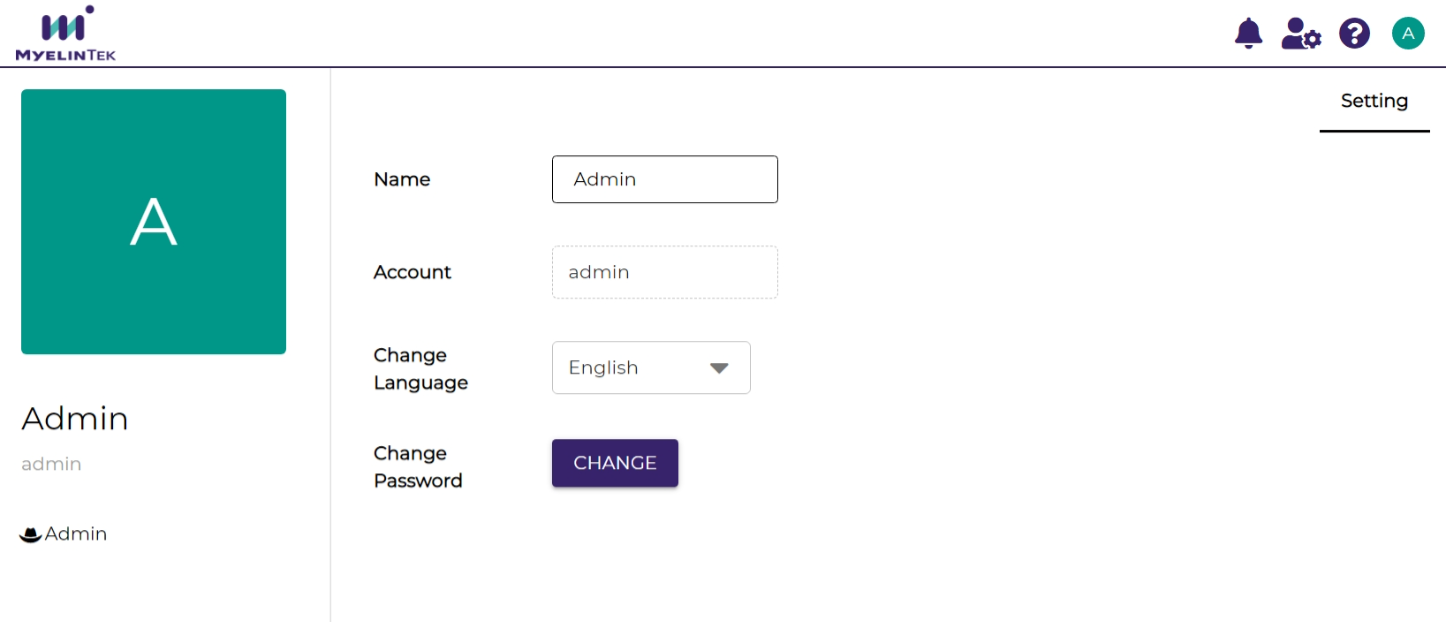 MYELINTEK
A
Setting
A
Admin
admin
Admin
Name
Admin
Account
admin
Change
Language
English
Change
Password
CHANGE